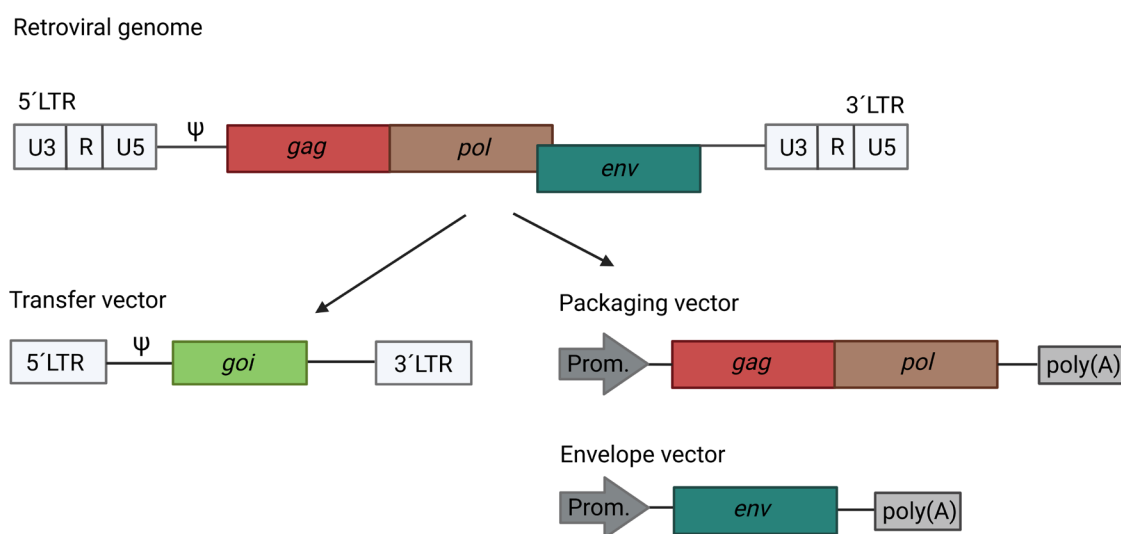 Retroviral genome
5´LTR
3´LTR
U3 R U5 ψ gag pol env U3 R U5
Transfer vector
5´LTR ψ goi 3´LTR
Packaging vector
Prom. gag pol poly(A)
Envelope vector
Prom. env poly(A)